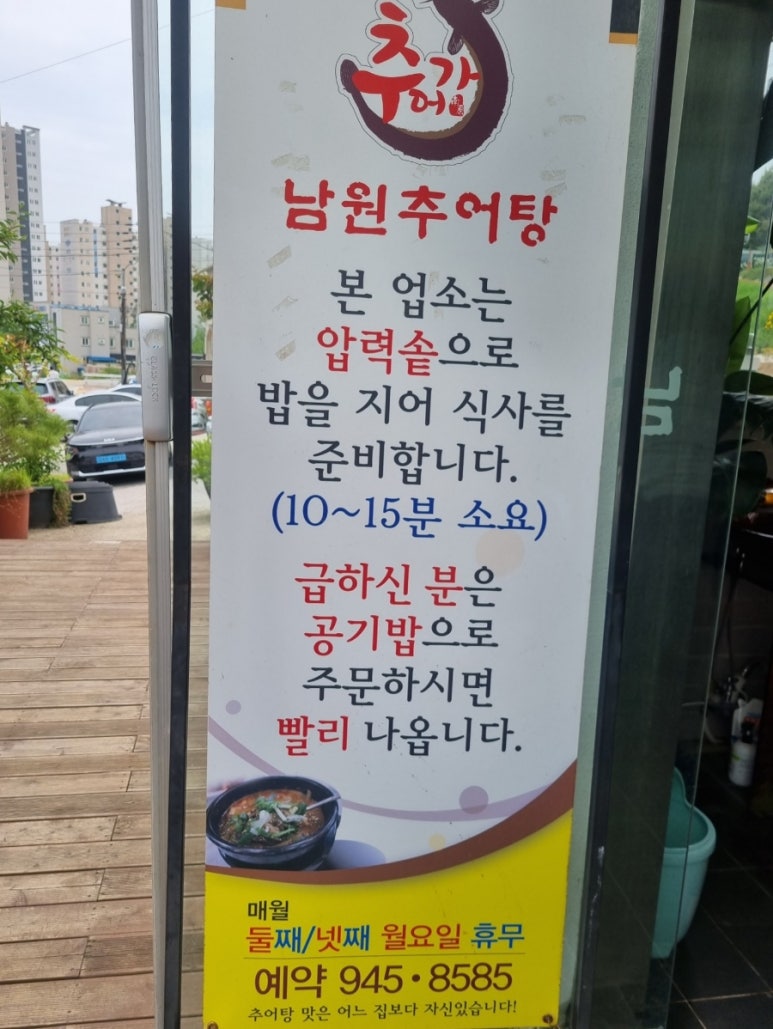 추어가
남원추어탕
본 업소는
압력솥으로
밥을 지어 식사를
준비합니다.
(10~15분 소요)
급하신 분은
공기밥으로
주문하시면
빨리 나옵니다.
매월
둘째/넷째 월요일 휴무
예약 945·8585
추어탕 맛은 어느 집보다 자신있습니다!